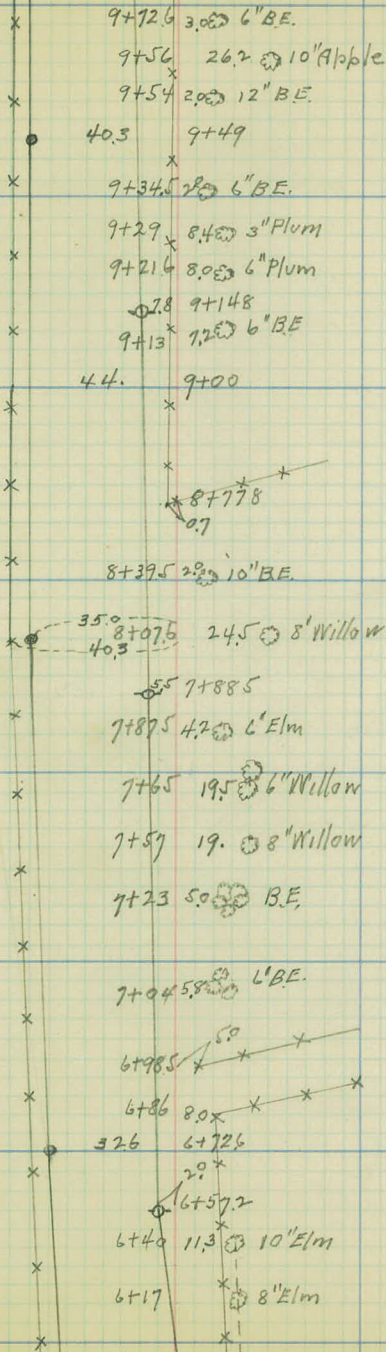 9+72.6 3.0 6"B.E.
9+56 26.2 10"Apple
9+54 2.0 12"B.E.
40.3 9+49
9+34.5 2.0 6"B.E.
9+29 8.4 3"Plum
9+21.6 8.0 6"Plum
7.8 9+14.8
9+13 7.2 6"B.E
44. 9+00
8+77.8
0.7
8+39.5 2.0 10"B.E.
35.0
8+07.6 24.5 8'Willow
40.3
5.5 7+88.5
7+87.5 4.2 6'Elm
7+65 19.5 6"Willow
7+57 19. 8"Willow
7+23 5.0 B.E.
7+04 5.8 6'B.E.
5.0
6+98.5
6+86 8.0
32.6 6+72.6
2.0
6+57.2
6+40 11.3 10"Elm
6+17 8"Elm